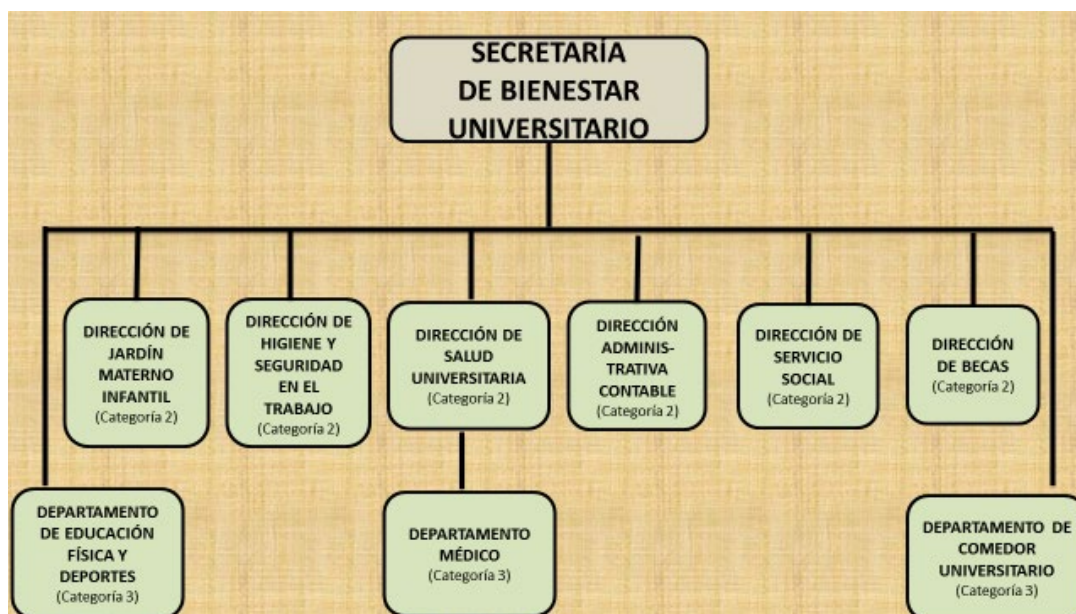 SECRETARÍA
DE BIENESTAR
UNIVERSITARIO
DIRECCIÓN DE
JARDÍN
MATERNO
INFANTIL
(Categoría 2)
DIRECCIÓN DE
HIGIENE Y
SEGURIDAD
EN EL
TRABAJO
(Categoría 2)
DIRECCIÓN DE
SALUD
UNIVERSITARIA
(Categoría 2)
DIRECCIÓN
ADMINIS-
TRATIVA
CONTABLE
(Categoría 2)
DIRECCIÓN DE
SERVICIO
SOCIAL
(Categoría 2)
DIRECCIÓN
DE BECAS
(Categoría 2)
DEPARTAMENTO
DE EDUCACIÓN
FÍSICA Y
DEPORTES
(Categoría 3)
DEPARTAMENTO
MÉDICO
(Categoría 3)
DEPARTAMENTO DE
COMEDOR
UNIVERSITARIO
(Categoría 3)